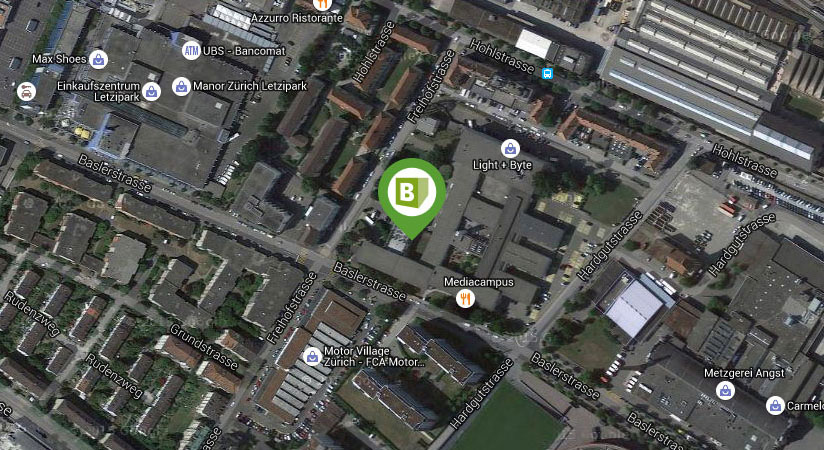 Azzurro Ristorante
Hohlstrasse
Freihofstrasse
Hohlstrasse
Max Shoes
ATM
UBS - Bancomat
Einkaufszentrum
Letzipark
Manor Zürich Letzipark
Baslerstrasse
Light + Byte
Hohlstrasse
B
Hardgutstrasse
Hardgutstrasse
Baslerstrasse
Mediacampus
Freihofstrasse
Rudenzweg
Grundstrasse
Rudenzweg
Motor Village
Zürich - FCA Motor...
Hardgutstrasse
Baslerstrasse
Metzgerei Angst
Carmelo
Baslerstrasse